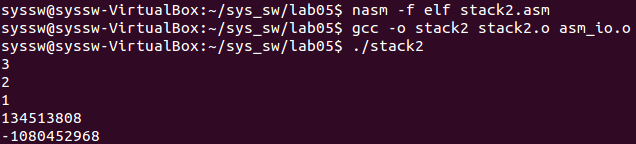 syssw@syssw-VirtualBox:~/sys_sw/lab05$ nasm -f elf stack2.asm
syssw@syssw-VirtualBox:~/sys_sw/lab05$ gcc -o stack2 stack2.o asm_io.o
syssw@syssw-VirtualBox:~/sys_sw/lab05$ ./stack2
3
2
1
134513808
-1080452968